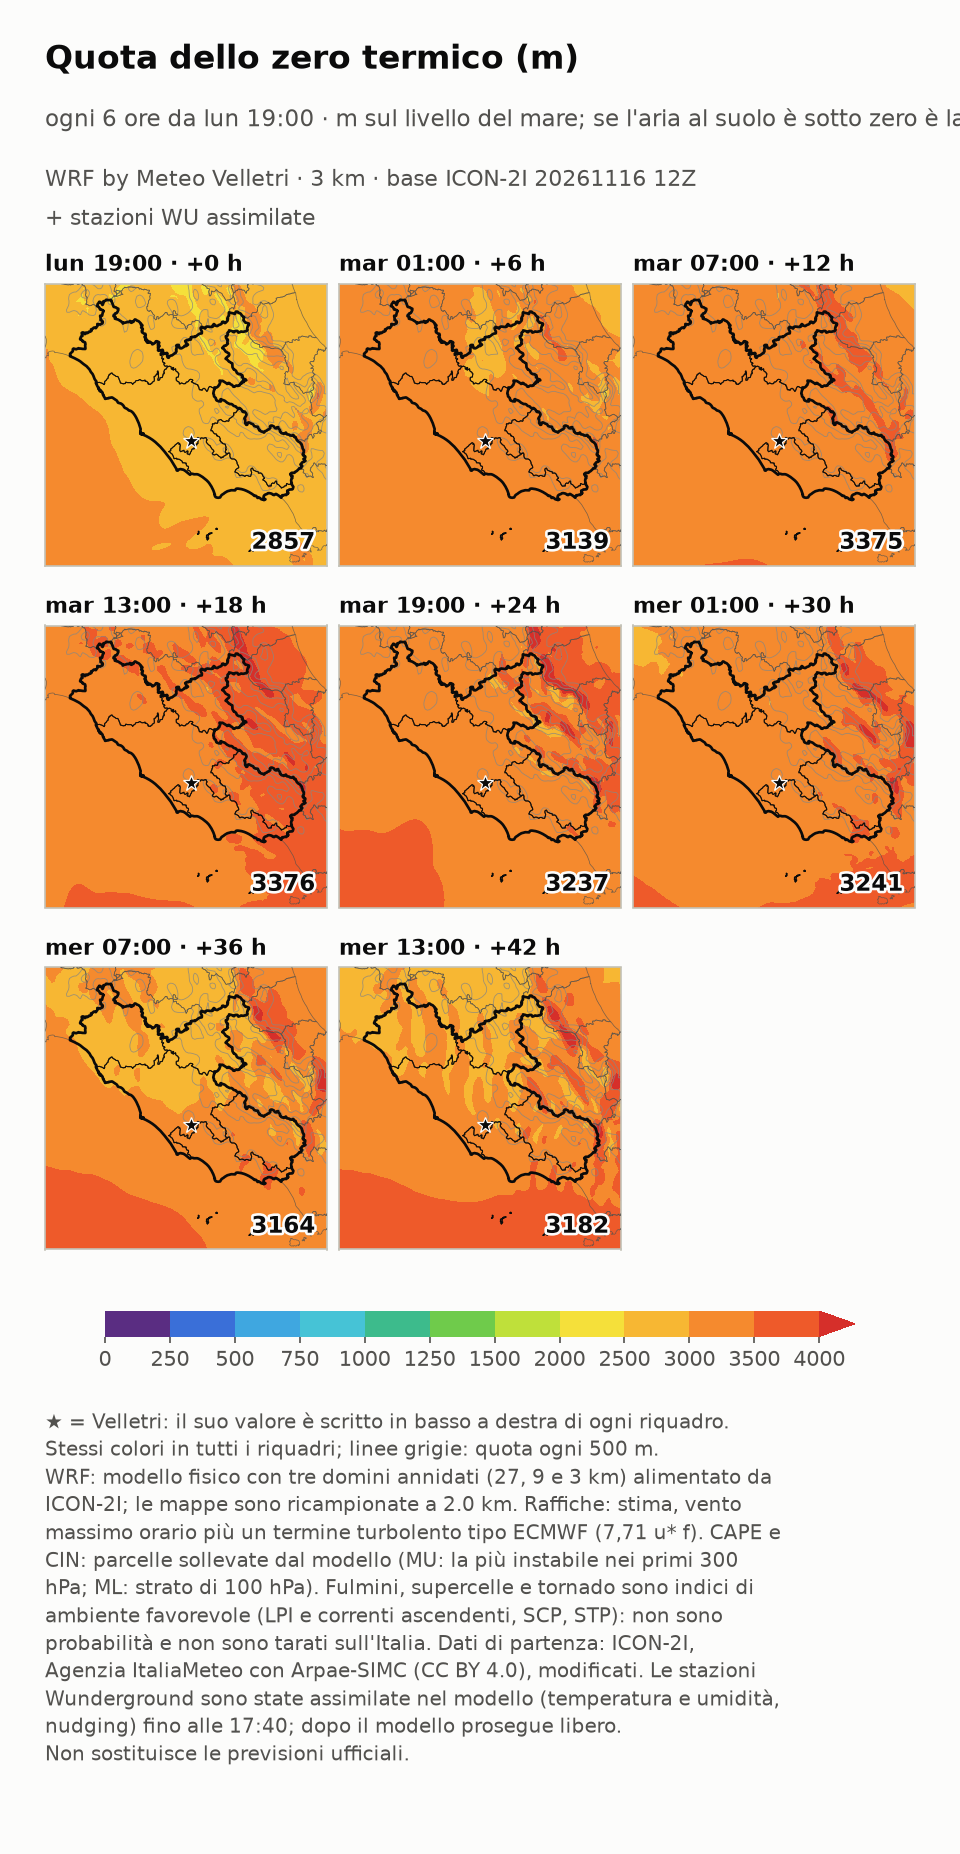 Quota dello zero termico (m)
ogni 6 ore da lun 19:00 · m sul livello del mare; se l'aria al suolo è sotto zero è la
WRF by Meteo Velletri · 3 km · base ICON-2I 20261116 12Z
+ stazioni WU assimilate
lun 19:00 · +0 h
mar 01:00 · +6 h
mar 07:00 · +12 h
2857
3139
3375
mar 13:00 · +18 h
mar 19:00 · +24 h
mer 01:00 · +30 h
3376
3237
3241
mer 07:00 · +36 h
mer 13:00 · +42 h
3164
3182
0 250 500 750 1000 1250 1500 2000 2500 3000 3500 4000
★ = Velletri: il suo valore è scritto in basso a destra di ogni riquadro.
Stessi colori in tutti i riquadri; linee grigie: quota ogni 500 m.
WRF: modello fisico con tre domini annidati (27, 9 e 3 km) alimentato da
ICON-2I; le mappe sono ricampionate a 2.0 km. Raffiche: stima, vento
massimo orario più un termine turbolento tipo ECMWF (7,71 u* f). CAPE e
CIN: parcelle sollevate dal modello (MU: la più instabile nei primi 300
hPa; ML: strato di 100 hPa). Fulmini, supercelle e tornado sono indici di
ambiente favorevole (LPI e correnti ascendenti, SCP, STP): non sono
probabilità e non sono tarati sull'Italia. Dati di partenza: ICON-2I,
Agenzia ItaliaMeteo con Arpae-SIMC (CC BY 4.0), modificati. Le stazioni
Wunderground sono state assimilate nel modello (temperatura e umidità,
nudging) fino alle 17:40; dopo il modello prosegue libero.
Non sostituisce le previsioni ufficiali.